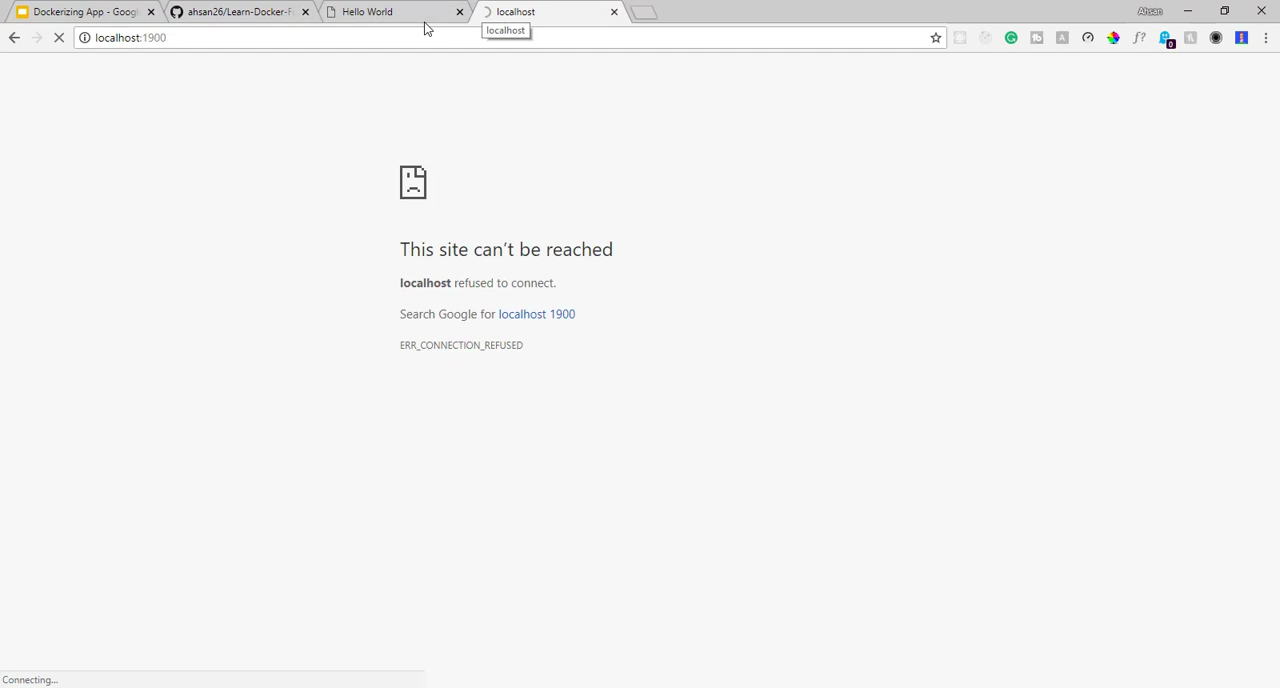 Dockerizing App - Googl
ahsan26/Learn-Docker-F
Hello World
localhost
Ahsan
localhost
localhost:1900
This site can't be reached
localhost refused to connect.
Search Google for localhost 1900
ERR_CONNECTION_REFUSED
Connecting...